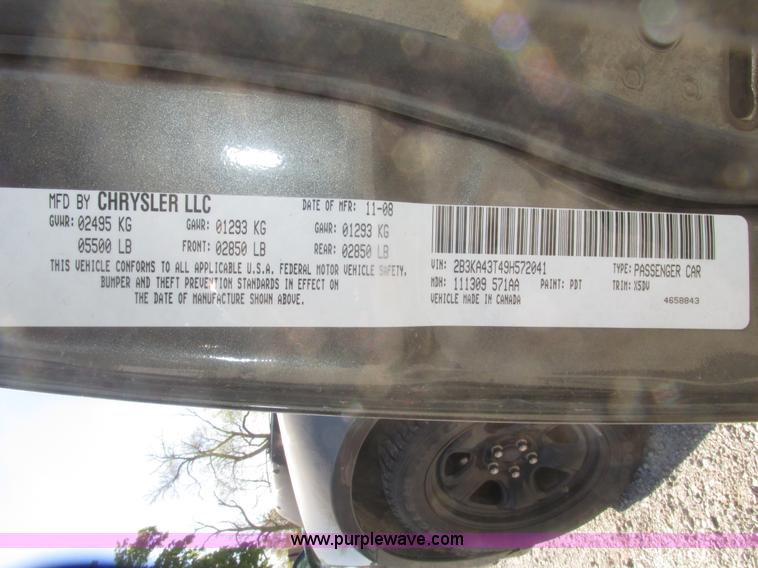 MFD BY CHRYSLER LLC DATE OF MFR: 11-08
GVWR: 02495 KG GAWR: 01293 KG GAWR: 01293 KG
05500 LB FRONT: 02850 LB REAR: 02850 LB
THIS VEHICLE CONFORMS TO ALL APPLICABLE U.S.A. FEDERAL MOTOR VEHICLE SAFETY,
BUMPER AND THEFT PREVENTION STANDARDS IN EFFECT ON
THE DATE OF MANUFACTURE SHOWN ABOVE.
VIN: 2B3KA43T49H572041 TYPE: PASSENGER CAR
MDH: 111309 571AA PAINT: PDT TRIM: X5DV
VEHICLE MADE IN CANADA 4658843
www.purplewave.com